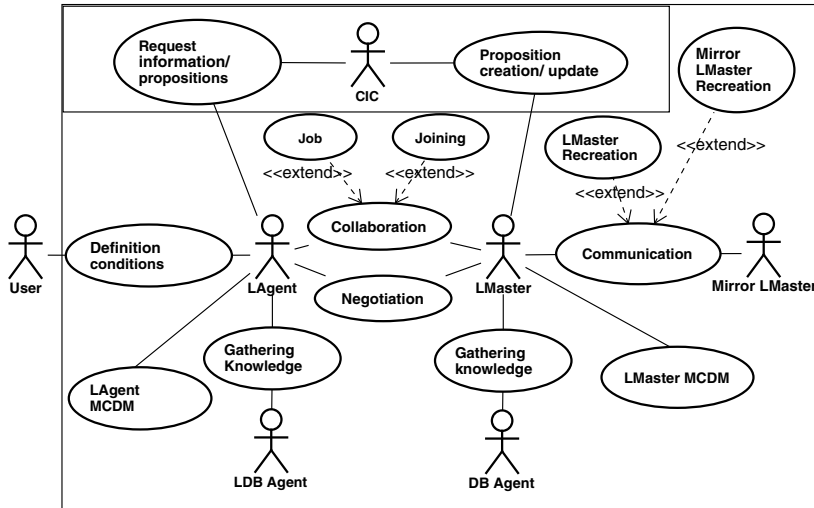 Request
information/
propositions
CIC
Proposition
creation/ update
Mirror
LMaster
Recreation
Job
Joining
LMaster
Recreation
<<extend>>
<<extend>>
<<extend>>
<<extend>>
Collaboration
User
Definition
conditions
LAgent
Negotiation
LMaster
Communication
Mirror LMaster
Gathering
Knowledge
Gathering
knowledge
LAgent
MCDM
LMaster MCDM
LDB Agent
DB Agent